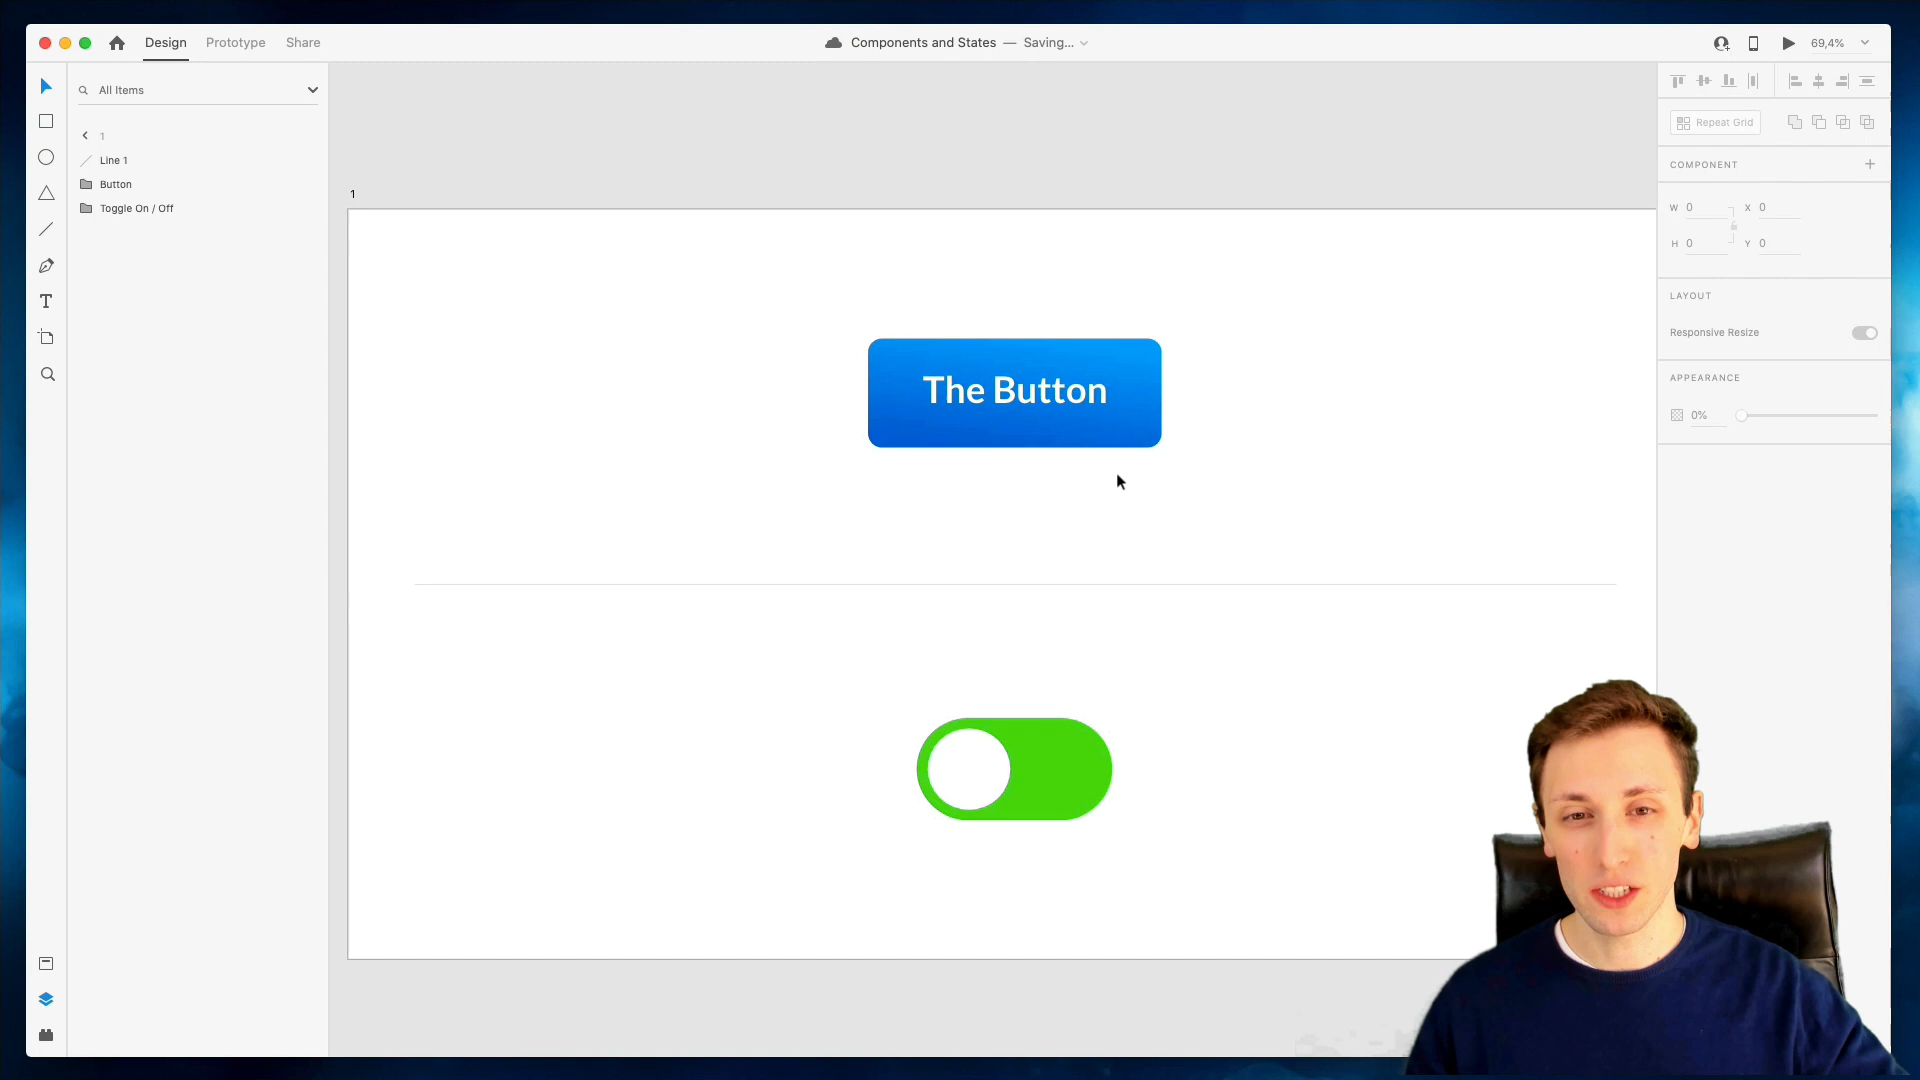 Design Prototype Share
Components and States — Saving...
69,4%
All Items
1
Line 1
Button
Toggle On / Off
1
The Button
Repeat Grid
COMPONENT
W 0 X 0
H 0 Y 0
LAYOUT
Responsive Resize
APPEARANCE
0%